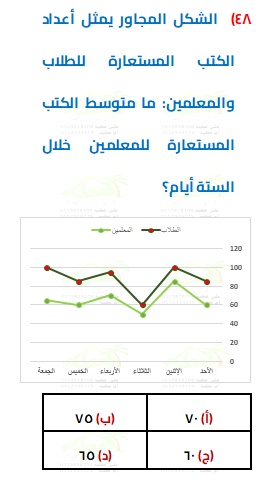 ٤٨) الشكل المجاور يمثل أعداد
الكتب المستعارة للطلاب
والمعلمين: ما متوسط الكتب
المستعارة للمعلمين خلال
الستة أيام؟
الطلاب المعلمين
120
100
80
60
40
20
0
الأحد الإثنين الثلاثاء الأربعاء الخميس الجمعة
(أ) ٧٠ (ب) ٧٥
(ج) ٦٠ (د) ٦٥